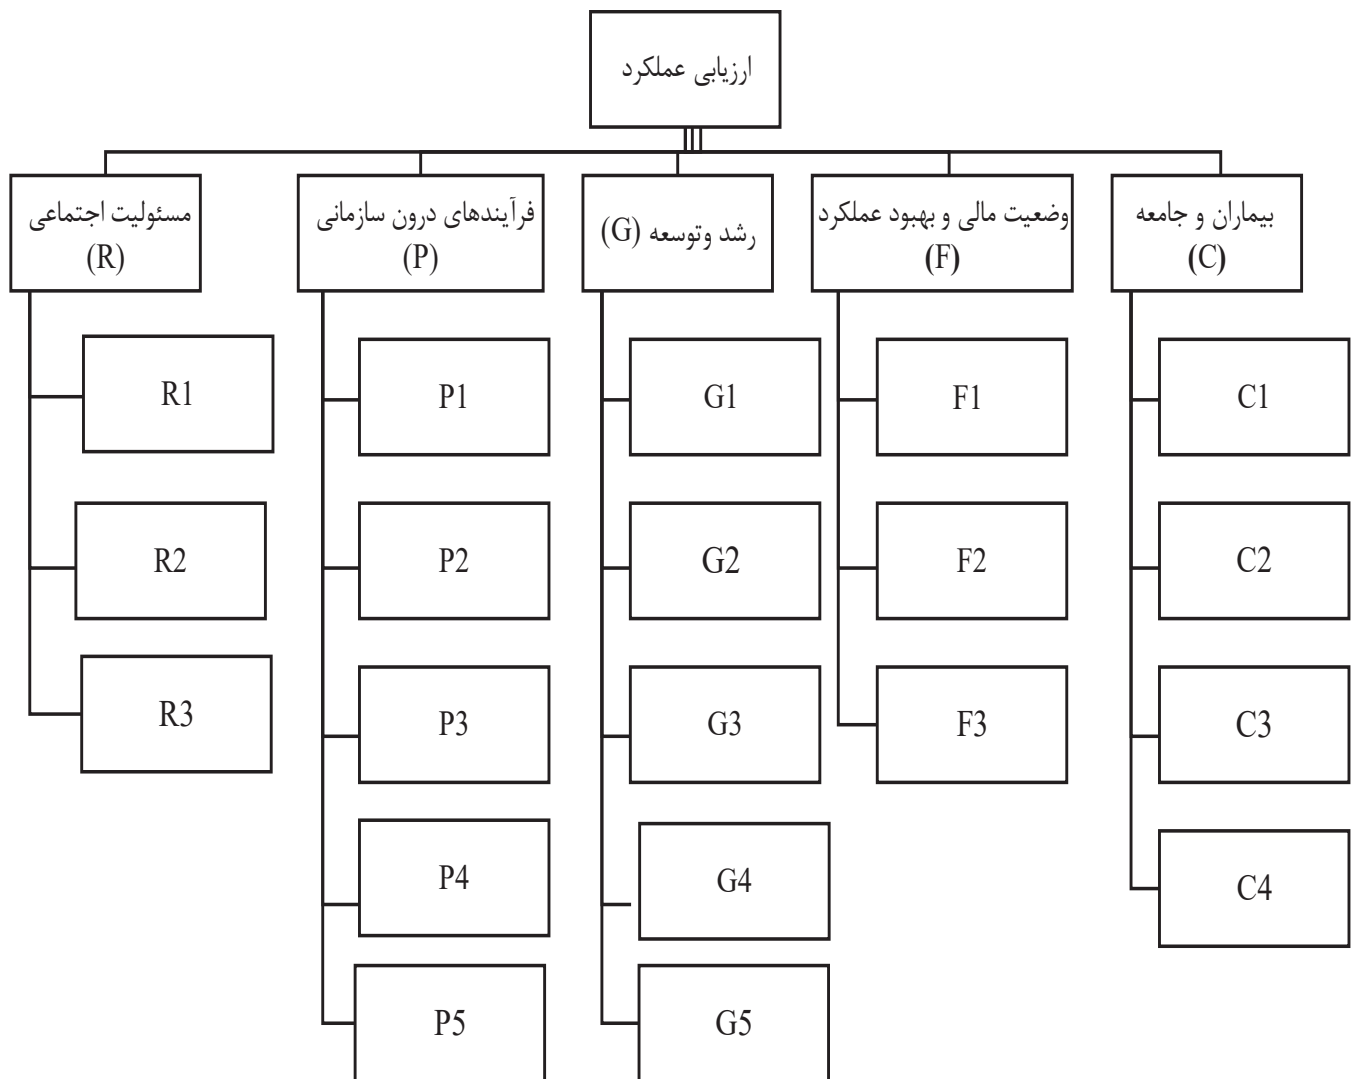 ارزیابی عملکرد
بیماران و جامعه
(C)
وضعیت مالی و بهبود عملکرد
(F)
رشد وتوسعه (G)
فرآیندهای درون سازمانی
(P)
مسئولیت اجتماعی
(R)
C1
C2
C3
C4
F1
F2
F3
G1
G2
G3
G4
G5
P1
P2
P3
P4
P5
R1
R2
R3